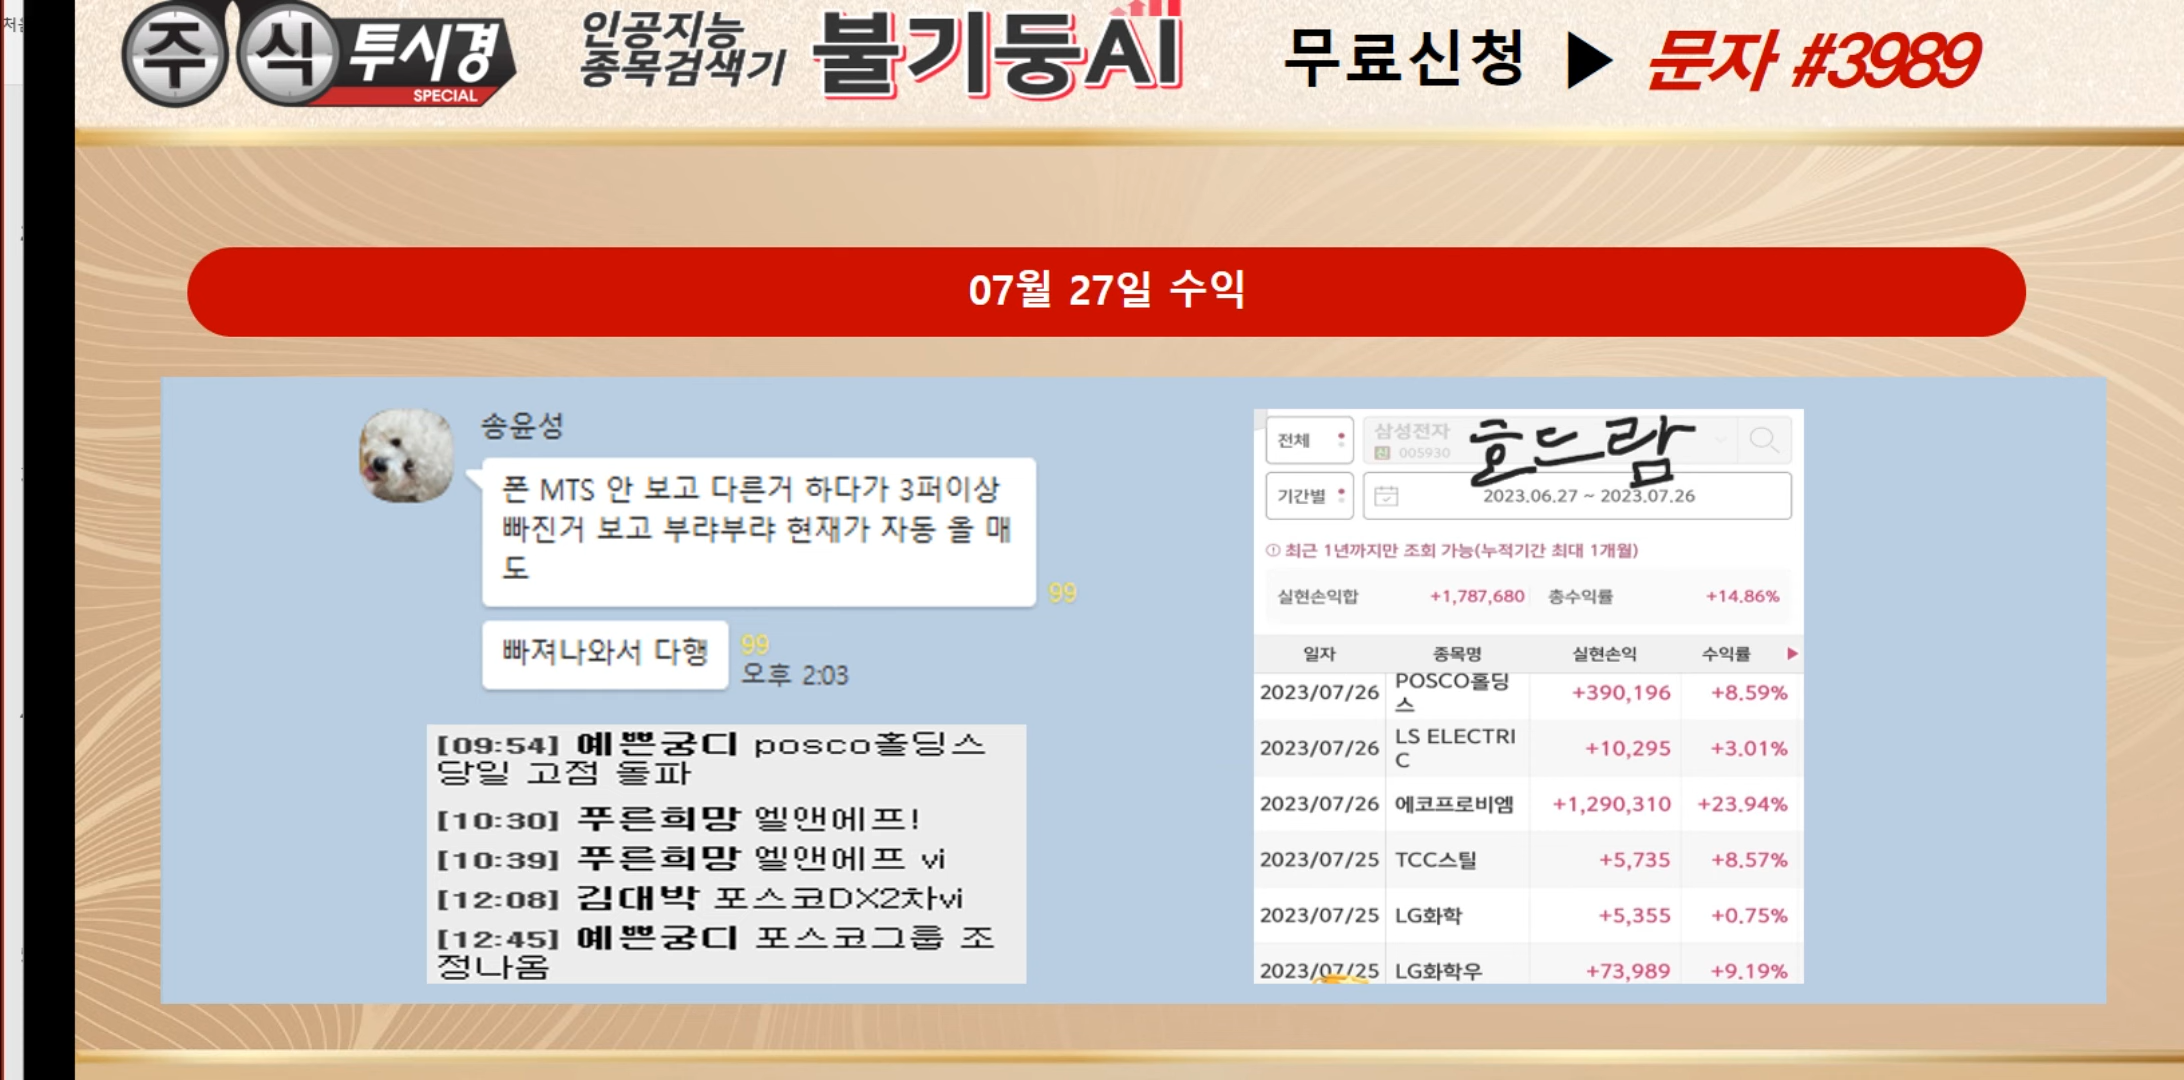 주식투시경
SPECIAL
인공지능
종목검색기
불기둥AI
무료신청 ▶ 문자 #3989
07월 27일 수익
송윤성
폰 MTS 안 보고 다른거 하다가 3퍼이상
빠진거 보고 부랴부랴 현재가 자동 올 매
도
99
빠져나와서 다행
99
오후 2:03
[09:54] 예쁜궁디 posco홀딩스
당일 고점 돌파
[10:30] 푸른희망 엘앤에프!
[10:39] 푸른희망 엘앤에프 vi
[12:08] 김대박 포스코DX2차vi
[12:45] 예쁜궁디 포스코그룹 조
정나옴
전체 삼성전자
신 005930
호드람
기간별 2023.06.27 ~ 2023.07.26
최근 1년까지만 조회 가능(누적기간 최대 1개월)
실현손익합 +1,787,680 총수익률 +14.86%
일자 종목명 실현손익 수익률
2023/07/26 POSCO홀딩스 +390,196 +8.59%
2023/07/26 LS ELECTRIC +10,295 +3.01%
2023/07/26 에코프로비엠 +1,290,310 +23.94%
2023/07/25 TCC스틸 +5,735 +8.57%
2023/07/25 LG화학 +5,355 +0.75%
2023/07/25 LG화학우 +73,989 +9.19%